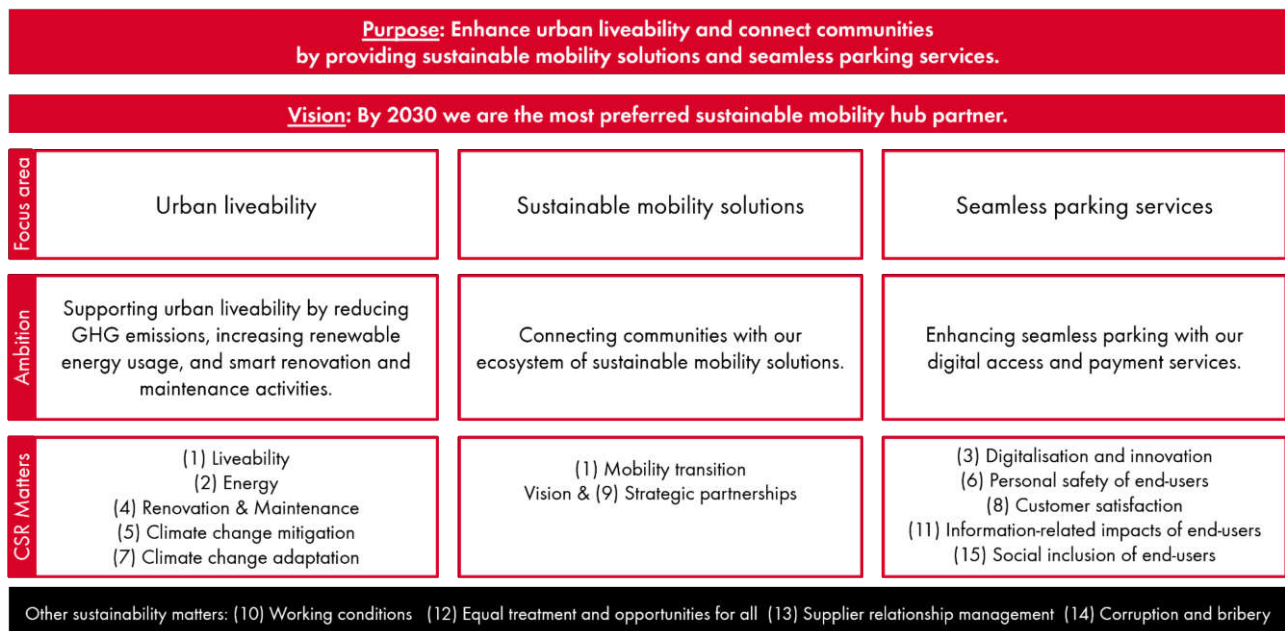 Purpose: Enhance urban liveability and connect communities
by providing sustainable mobility solutions and seamless parking services.
Vision: By 2030 we are the most preferred sustainable mobility hub partner.
Focus area
Urban liveability
Sustainable mobility solutions
Seamless parking services
Ambition
Supporting urban liveability by reducing
GHG emissions, increasing renewable
energy usage, and smart renovation and
maintenance activities.
Connecting communities with our
ecosystem of sustainable mobility solutions.
Enhancing seamless parking with our
digital access and payment services.
CSR Matters
(1) Liveability
(2) Energy
(4) Renovation & Maintenance
(5) Climate change mitigation
(7) Climate change adaptation
(1) Mobility transition
Vision & (9) Strategic partnerships
(3) Digitalisation and innovation
(6) Personal safety of end-users
(8) Customer satisfaction
(11) Information-related impacts of end-users
(15) Social inclusion of end-users
Other sustainability matters: (10) Working conditions (12) Equal treatment and opportunities for all (13) Supplier relationship management (14) Corruption and bribery